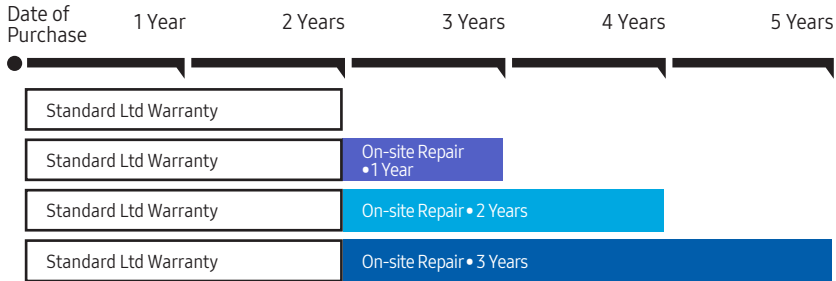 Date of
Purchase
1 Year
2 Years
3 Years
4 Years
5 Years
Standard Ltd Warranty
Standard Ltd Warranty
On-site Repair
•1 Year
Standard Ltd Warranty
On-site Repair • 2 Years
Standard Ltd Warranty
On-site Repair • 3 Years